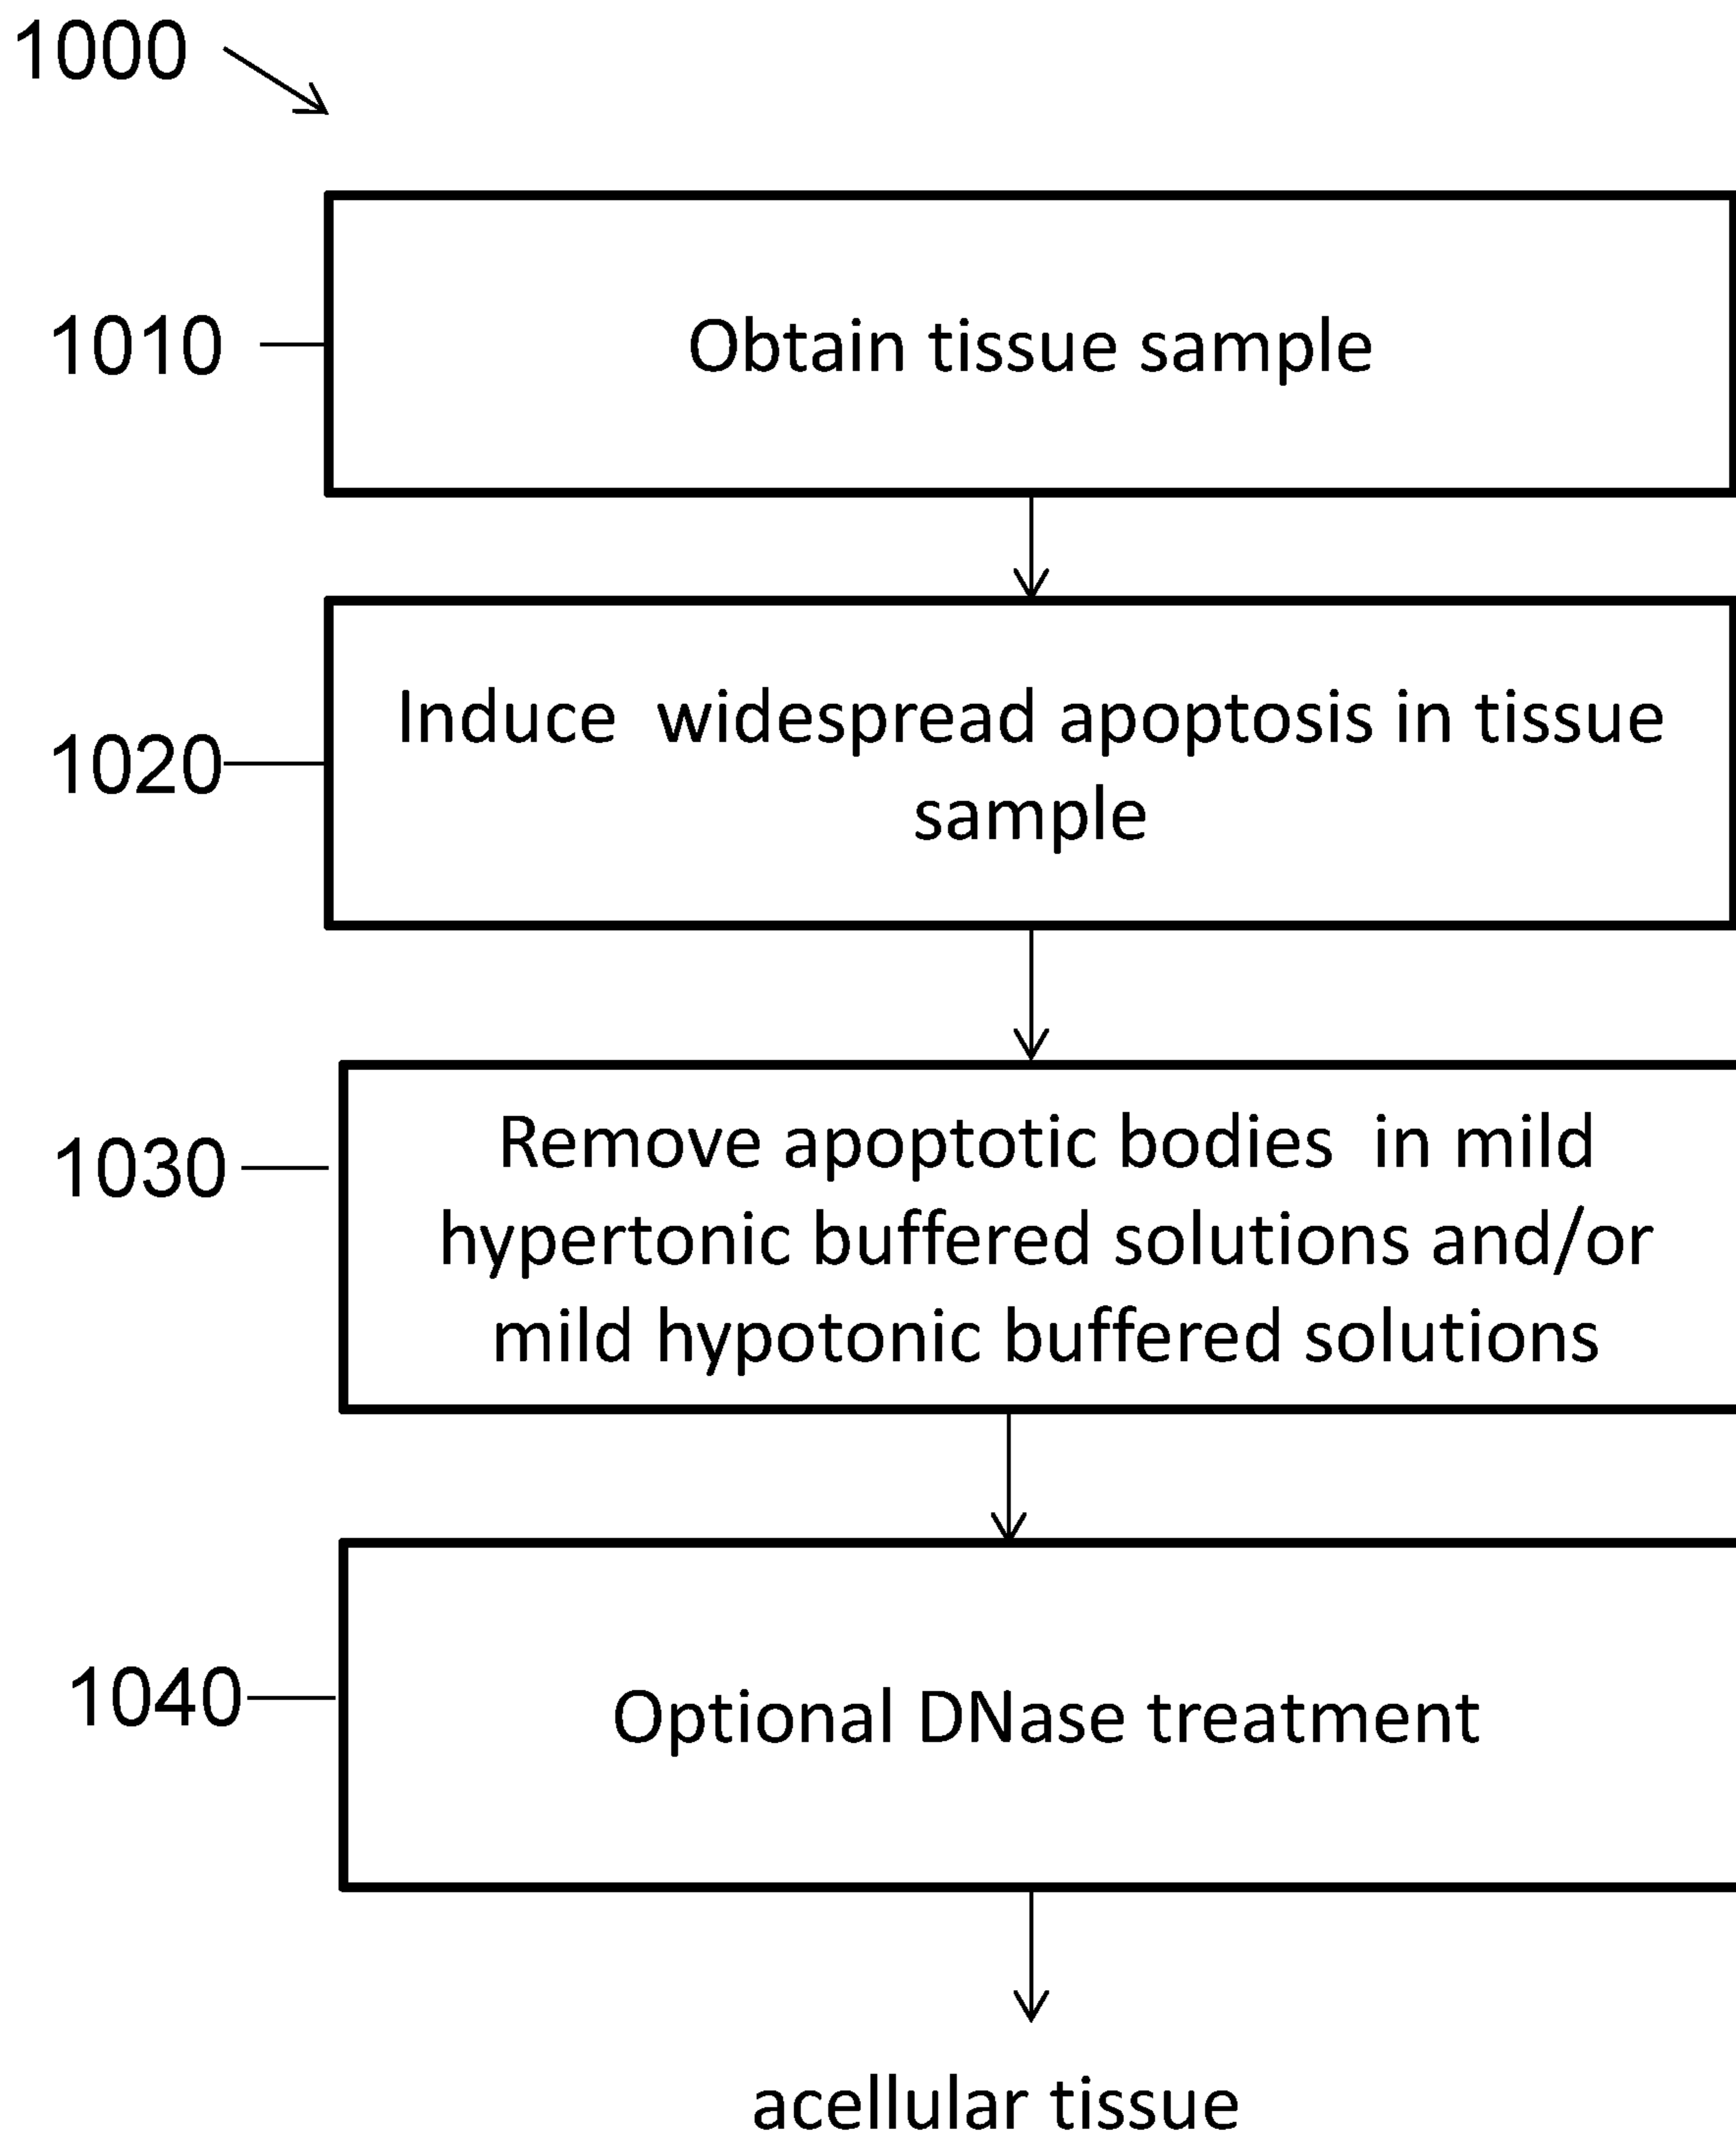 1000
1010
Obtain tissue sample
1020
Induce widespread apoptosis in tissue
sample
1030
Remove apoptotic bodies in mild
hypertonic buffered solutions and/or
mild hypotonic buffered solutions
1040
Optional DNase treatment
acellular tissue